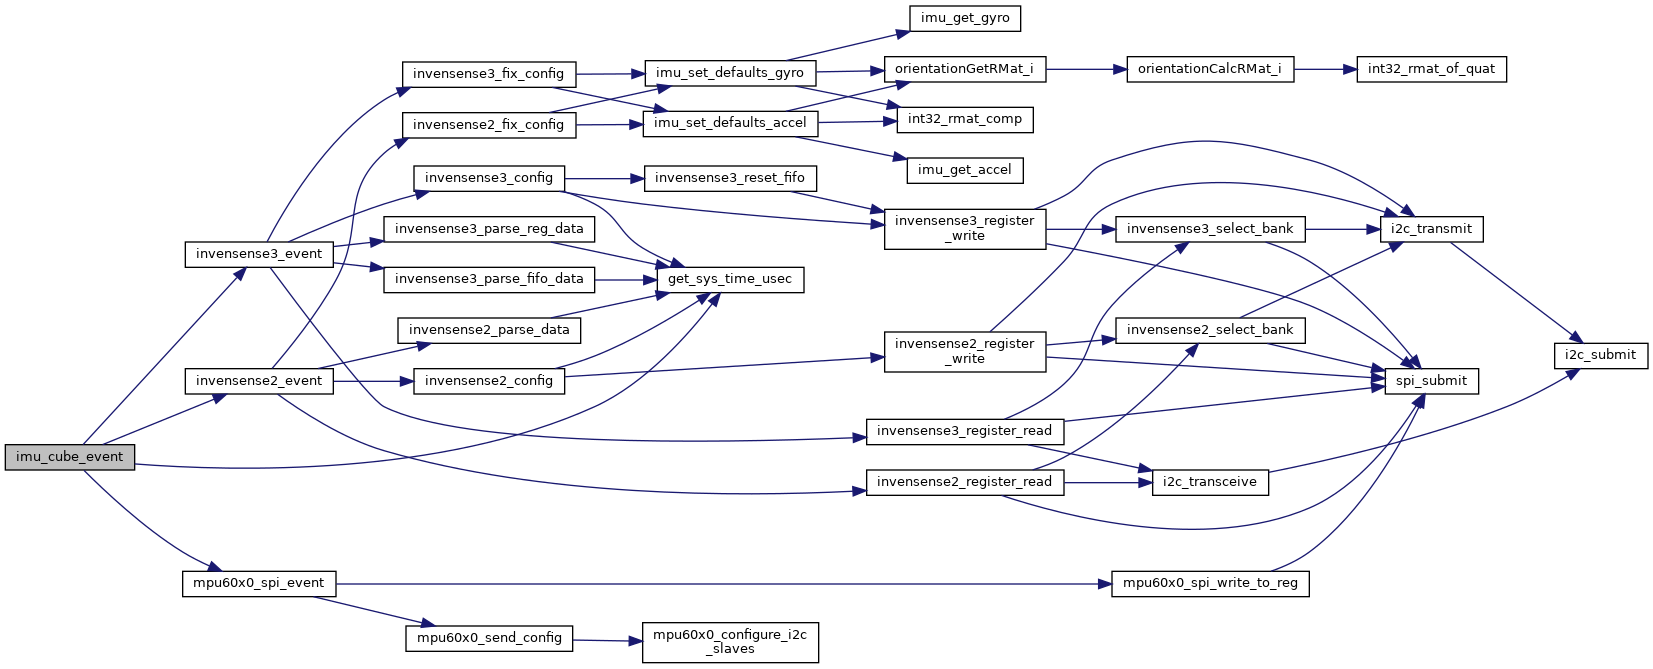 imu_get_gyro
invensense3_fix_config
imu_set_defaults_gyro
orientationGetRMat_i
orientationCalcRMat_i
int32_rmat_of_quat
invensense2_fix_config
imu_set_defaults_accel
int32_rmat_comp
imu_get_accel
invensense3_config
invensense3_reset_fifo
invensense3_register
_write
invensense3_select_bank
i2c_transmit
invensense3_parse_reg_data
invensense3_event
invensense3_parse_fifo_data
get_sys_time_usec
invensense2_parse_data
invensense2_register
_write
invensense2_select_bank
i2c_submit
invensense2_event
invensense2_config
spi_submit
invensense3_register_read
imu_cube_event
invensense2_register_read
i2c_transceive
mpu60x0_spi_event
mpu60x0_spi_write_to_reg
mpu60x0_send_config
mpu60x0_configure_i2c
_slaves